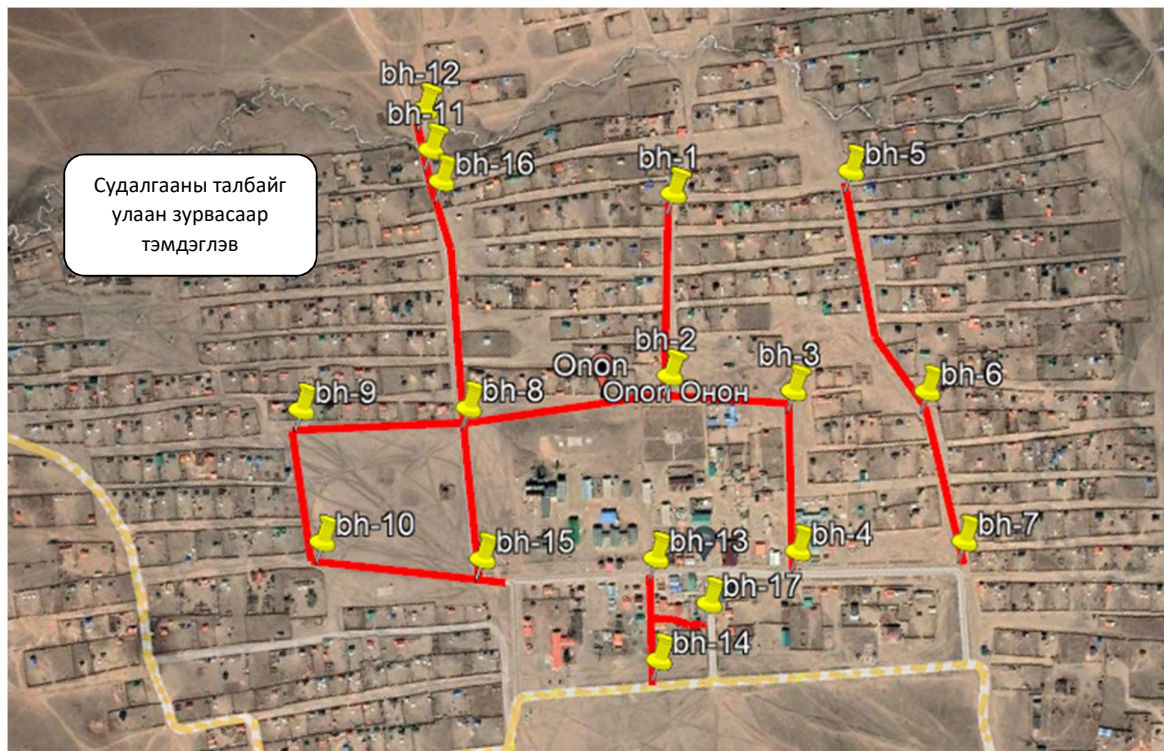 bh-12
bh-11
bh-16
bh-1
bh-5
Судалгааны талбайг
улаан зурвасаар
тэмдэглэв
bh-2
bh-3
bh-6
Onon
Onon Онон
bh-9
bh-8
bh-10
bh-15
bh-13
bh-4
bh-7
bh-17
bh-14